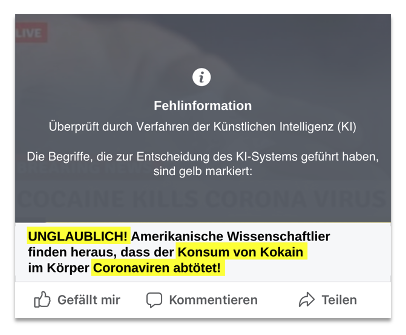 LIVE
Fehlinformation
Überprüft durch Verfahren der Künstlichen Intelligenz (KI)
Die Begriffe, die zur Entscheidung des KI-Systems geführt haben,
sind gelb markiert:
COCAINE KILLS CORONA VIRUS
UNGLAUBLICH! Amerikanische Wissenschaftlier
finden heraus, dass der Konsum von Kokain
im Körper Coronaviren abtötet!
Gefällt mir Kommentieren Teilen